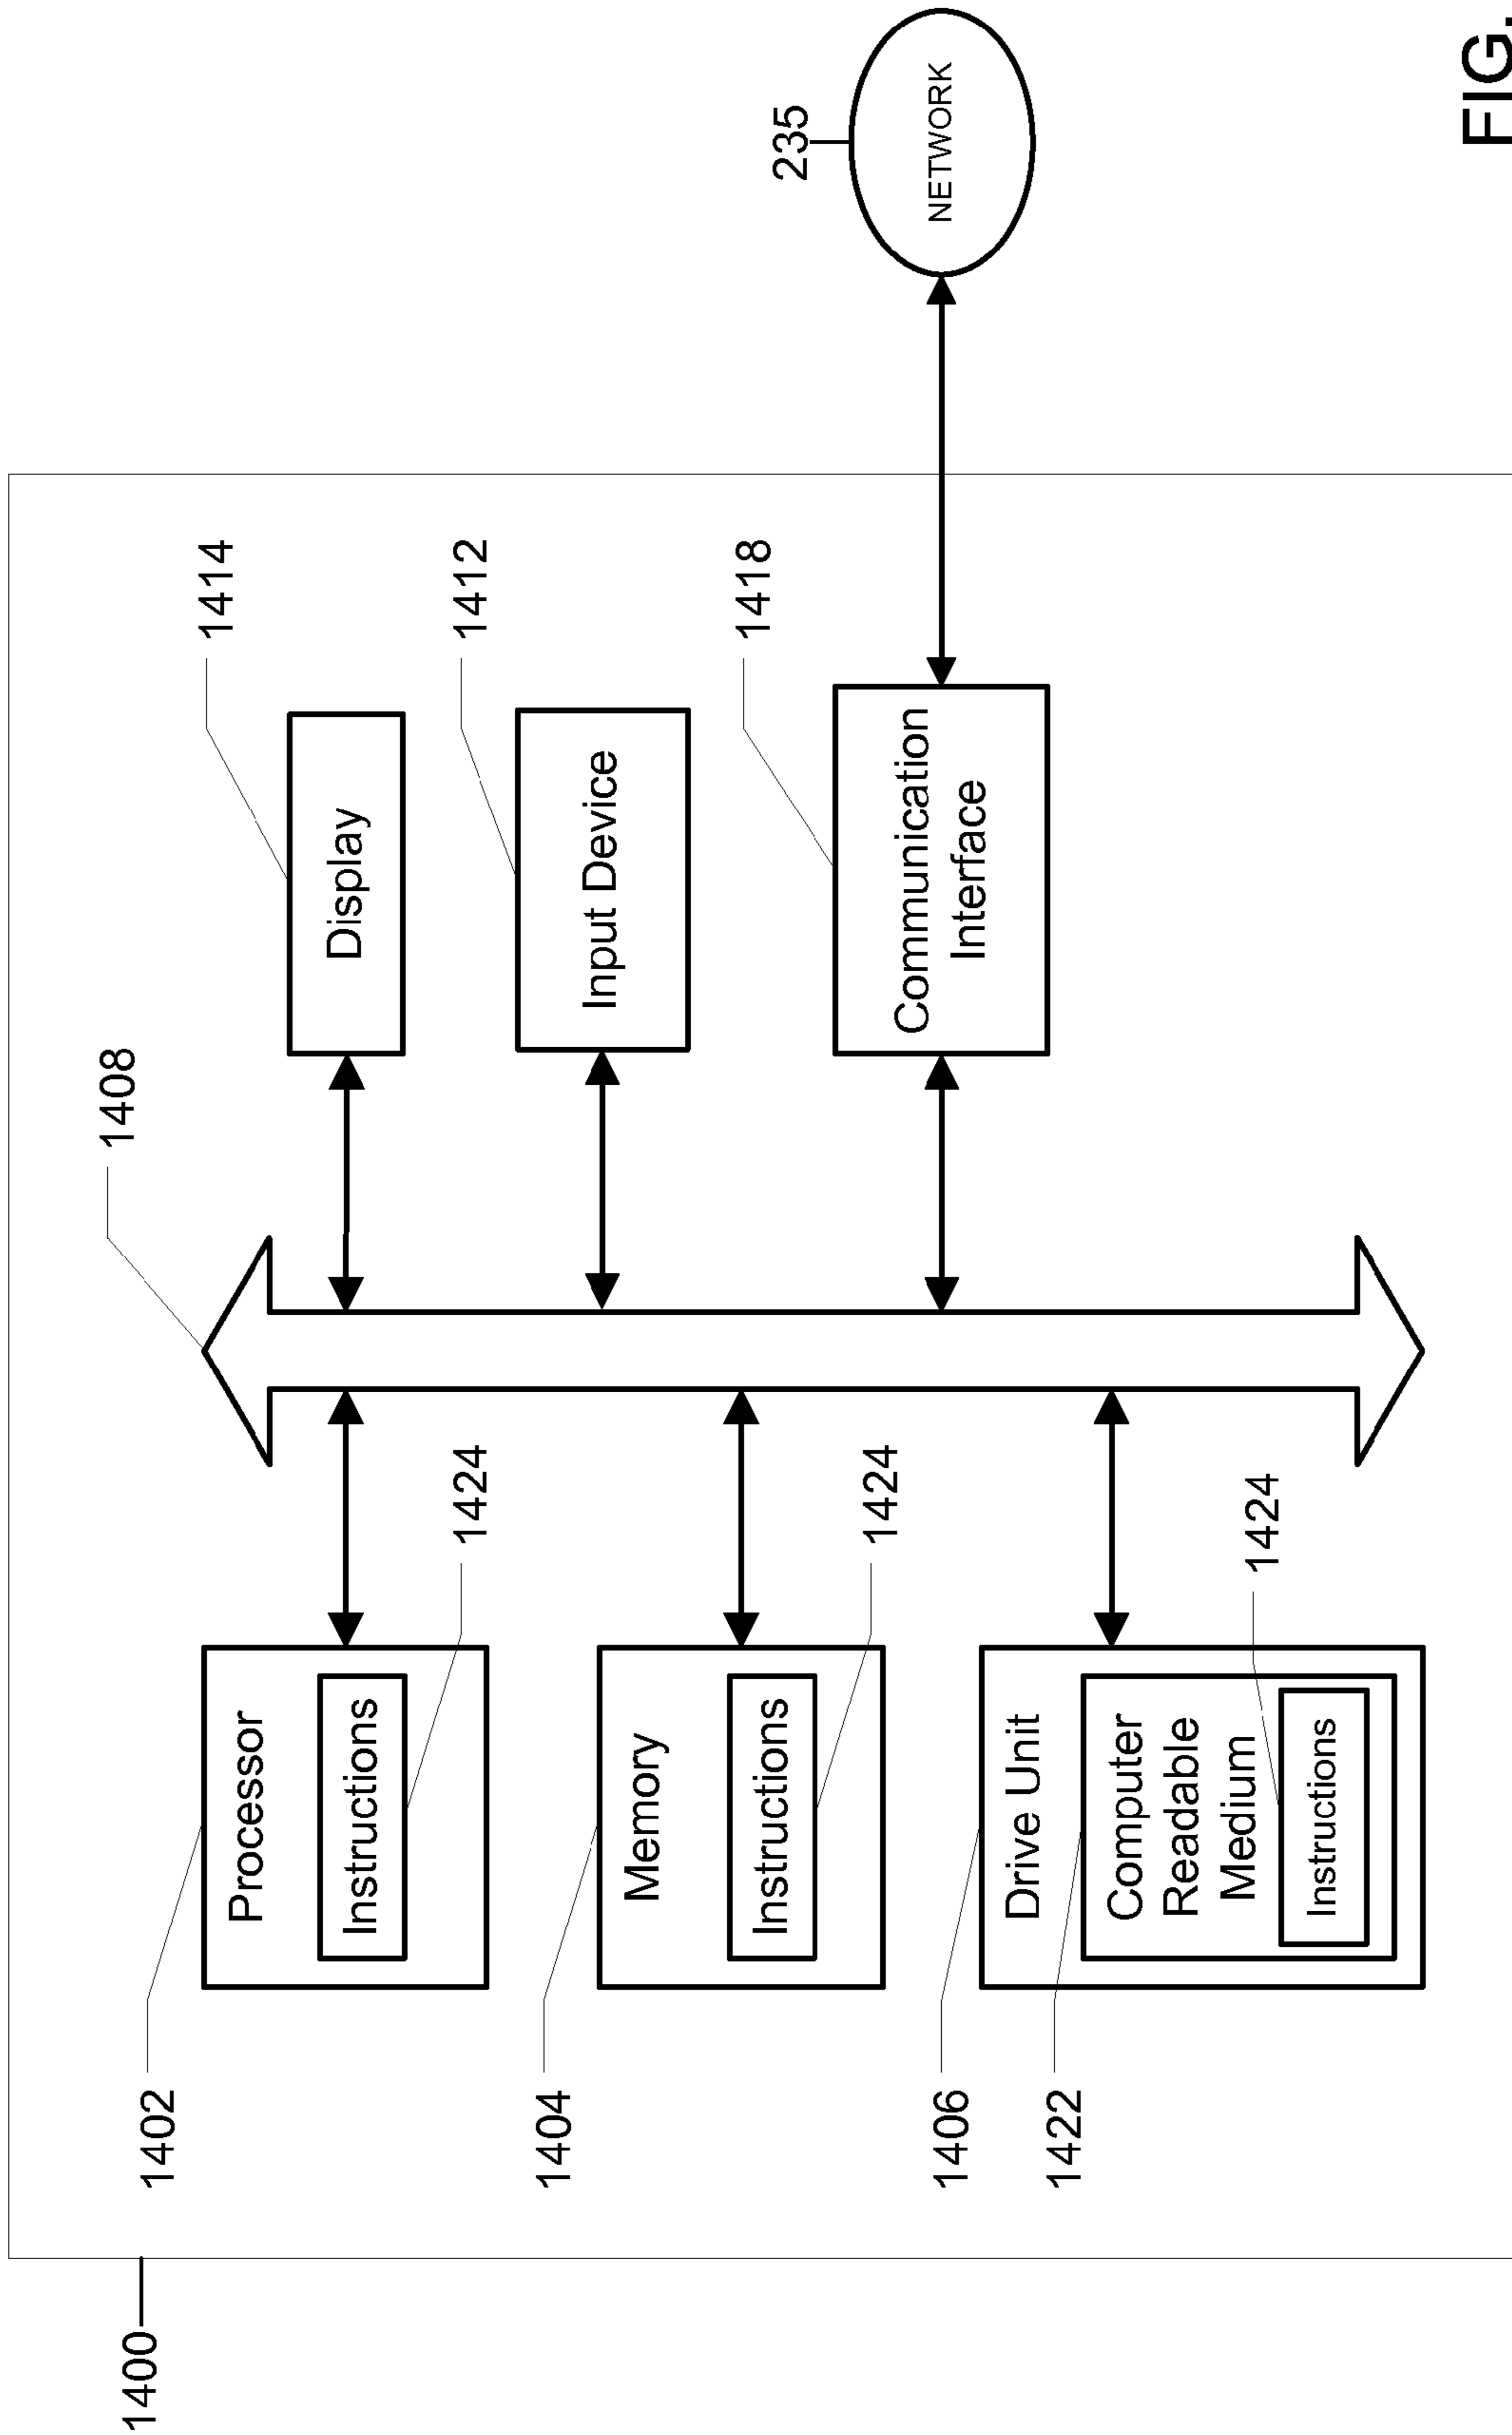 1400
1402
Processor
Instructions
1424
1408
Display
1414
1404
Memory
Instructions
1424
Input Device
1412
1406
1422
Drive Unit
Computer
Readable
Medium
Instructions
1424
Communication
Interface
1418
235
NETWORK
FIG.